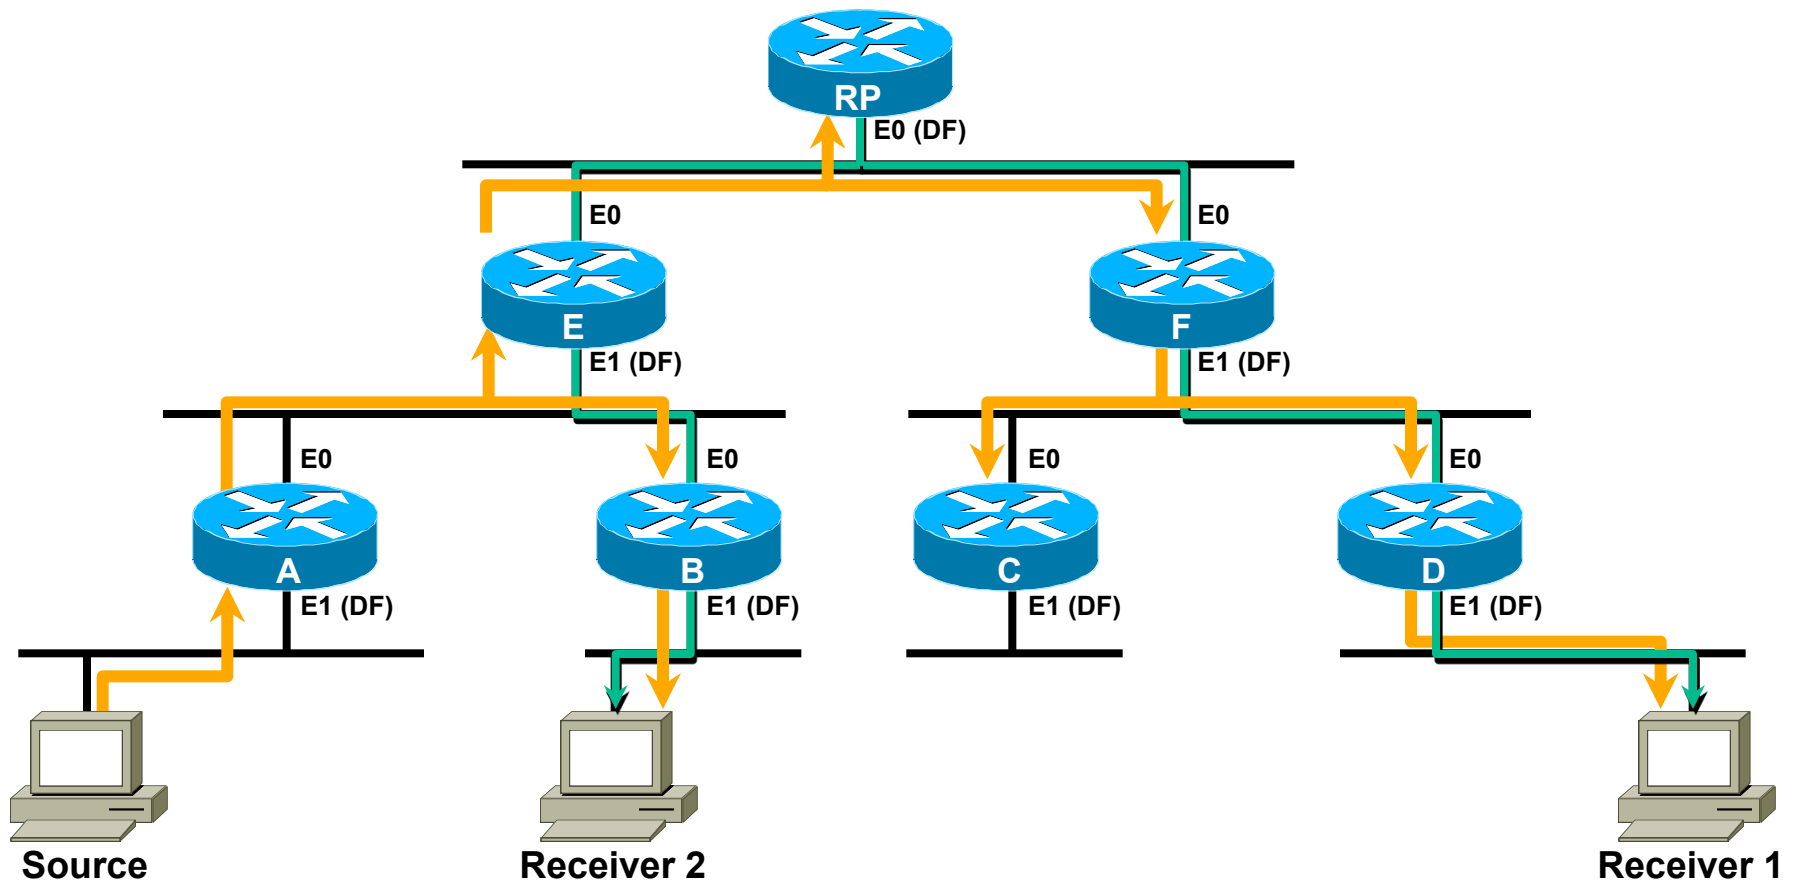 RP
E0 (DF)
E0
E0
E
F
E1 (DF)
E1 (DF)
E0
E0
E0
E0
A
B
C
D
E1 (DF)
E1 (DF)
E1 (DF)
E1 (DF)
Source
Receiver 2
Receiver 1